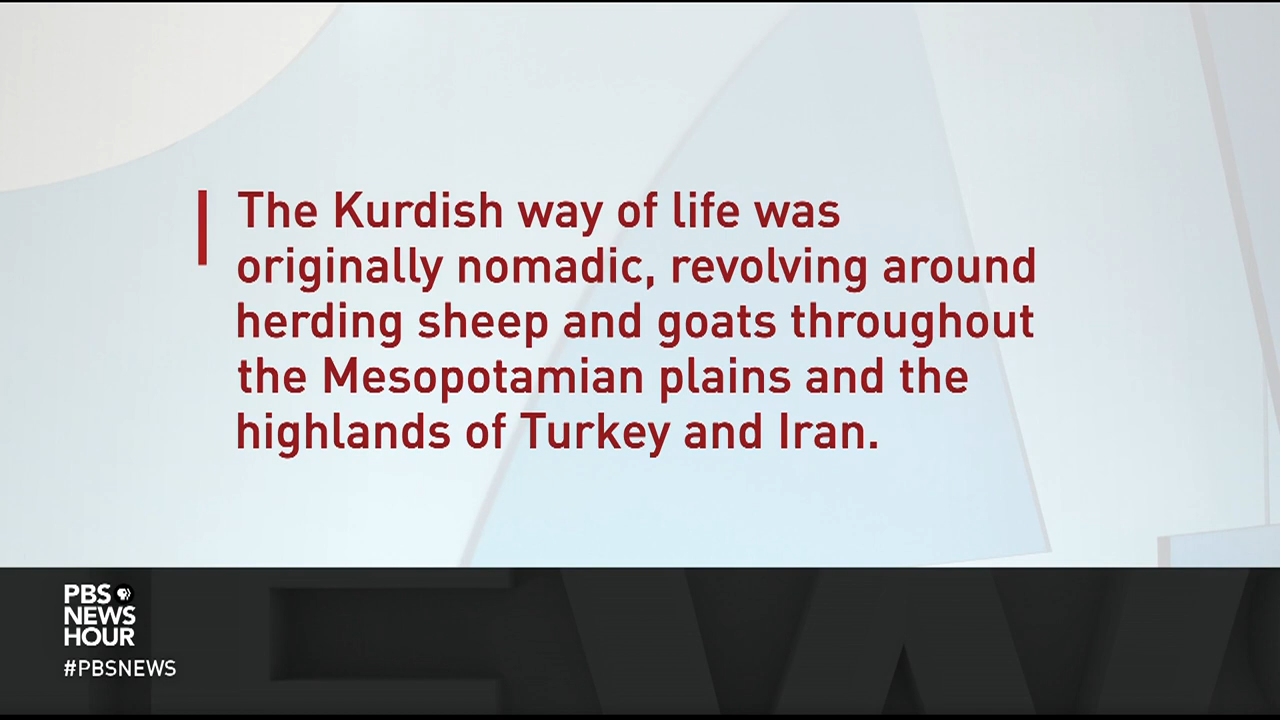 The Kurdish way of life was
originally nomadic, revolving around
herding sheep and goats throughout
the Mesopotamian plains and the
highlands of Turkey and Iran.
PBS
NEWS
HOUR
#PBSNEWS